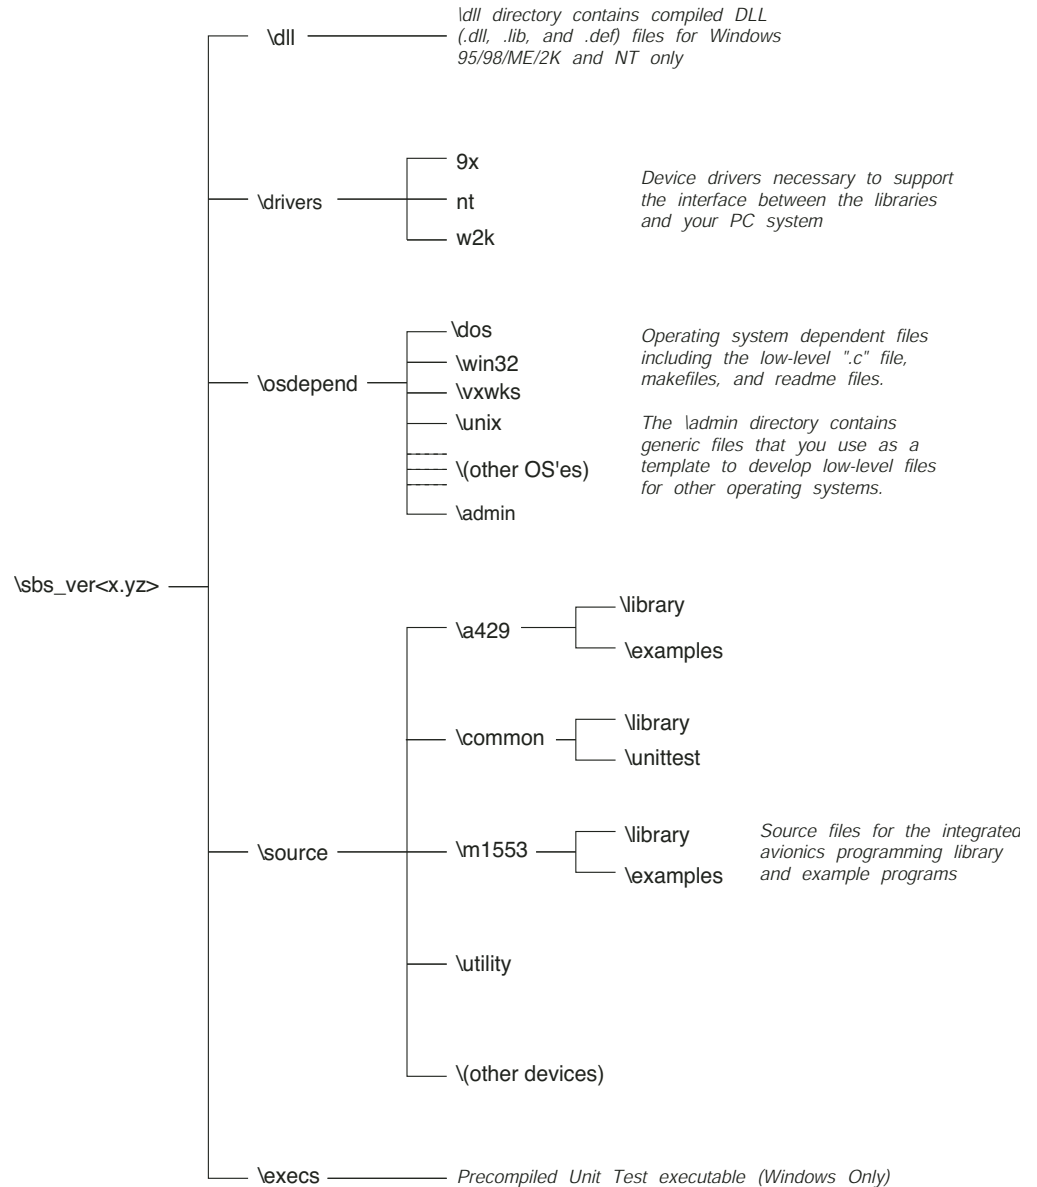 \dll
\dll directory contains compiled DLL
(.dll, .lib, and .def) files for Windows
95/98/ME/2K and NT only
\drivers
9x
nt
w2k
Device drivers necessary to support
the interface between the libraries
and your PC system
\osdepend
\dos
\win32
\vxwks
\unix
\(other OS'es)
\admin
Operating system dependent files
including the low-level ".c" file,
makefiles, and readme files.
The \admin directory contains
generic files that you use as a
template to develop low-level files
for other operating systems.
\sbs_ver<x.yz>
\source
\a429
\library
\examples
\common
\library
\unittest
\m1553
\library
\examples
Source files for the integrated
avionics programming library
and example programs
\utility
\(other devices)
\execs
Precompiled Unit Test executable (Windows Only)